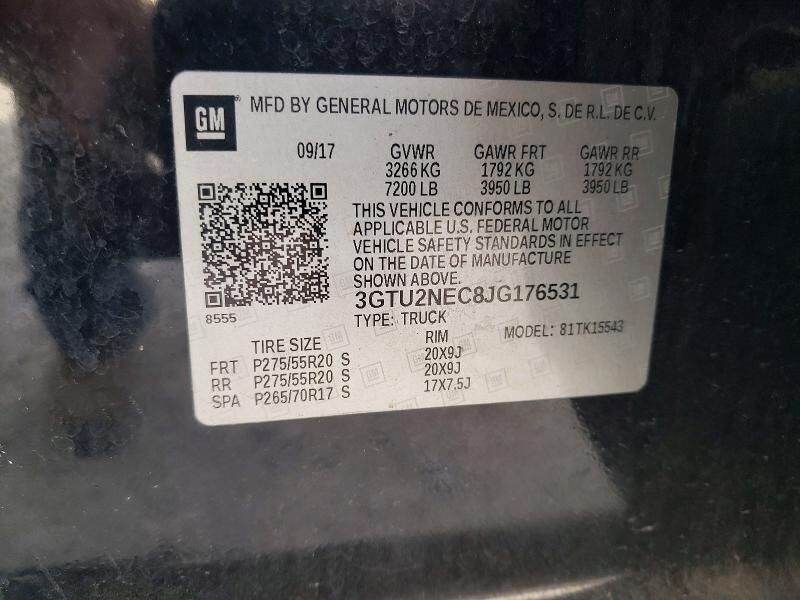 GM ® MFD BY GENERAL MOTORS DE MEXICO, S. DE R.L. DE C.V.
09/17 GVWR GAWR FRT GAWR RR
3266 KG 1792 KG 1792 KG
7200 LB 3950 LB 3950 LB
THIS VEHICLE CONFORMS TO ALL
APPLICABLE U.S. FEDERAL MOTOR
VEHICLE SAFETY STANDARDS IN EFFECT
ON THE DATE OF MANUFACTURE
SHOWN ABOVE.
3GTU2NEC8JG176531
8555 TYPE: TRUCK MODEL: 81TK15543
TIRE SIZE RIM
FRT P275/55R20 S 20X9J
RR P275/55R20 S 20X9J
SPA P265/70R17 S 17X7.5J